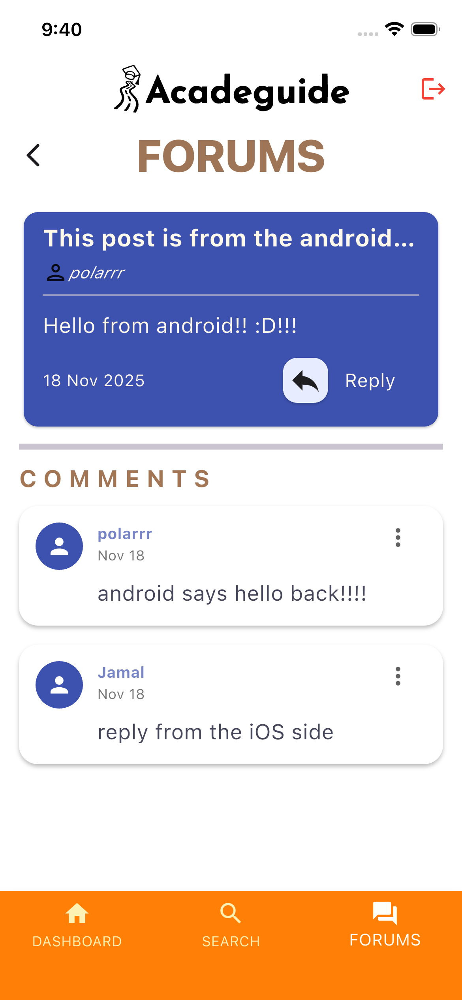 9:40
Acadeguide
FORUMS
This post is from the android...
polarrr
Hello from android!! :D!!!
18 Nov 2025
Reply
COMMENTS
polarrr
Nov 18
android says hello back!!!!
Jamal
Nov 18
reply from the iOS side
DASHBOARD
SEARCH
FORUMS